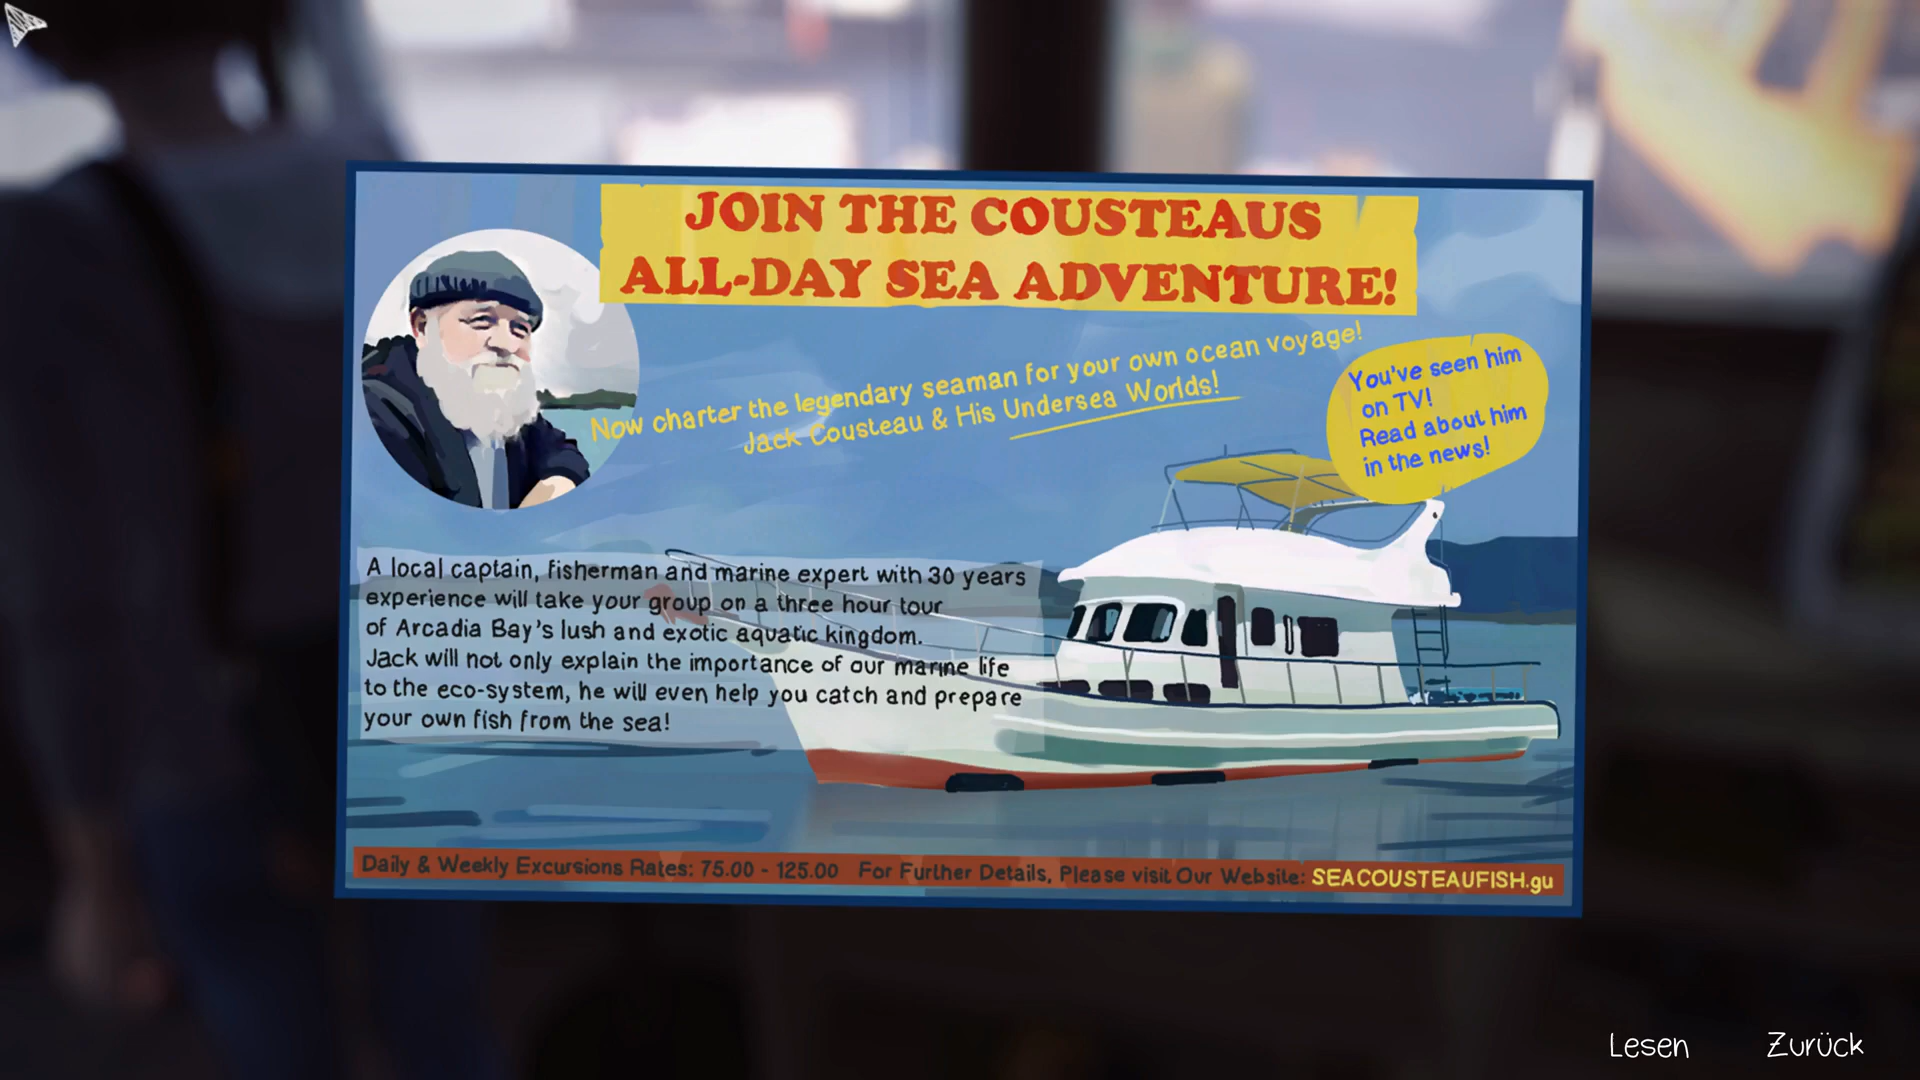 JOIN THE COUSTEAUS
ALL-DAY SEA ADVENTURE!
Now charter the legendary seaman for your own ocean voyage!
Jack Cousteau & His Undersea Worlds!
You've seen him
on TV!
Read about him
in the news!
A local captain, fisherman and marine expert with 30 years
experience will take your group on a three hour tour
of Arcadia Bay's lush and exotic aquatic kingdom.
Jack will not only explain the importance of our marine life
to the eco-system, he will even help you catch and prepare
your own fish from the sea!
Daily & Weekly Excursions Rates: 75.00 - 125.00 For Further Details, Please visit Our Website: SEACOUSTEAUFISH.gu
Lesen Zurück